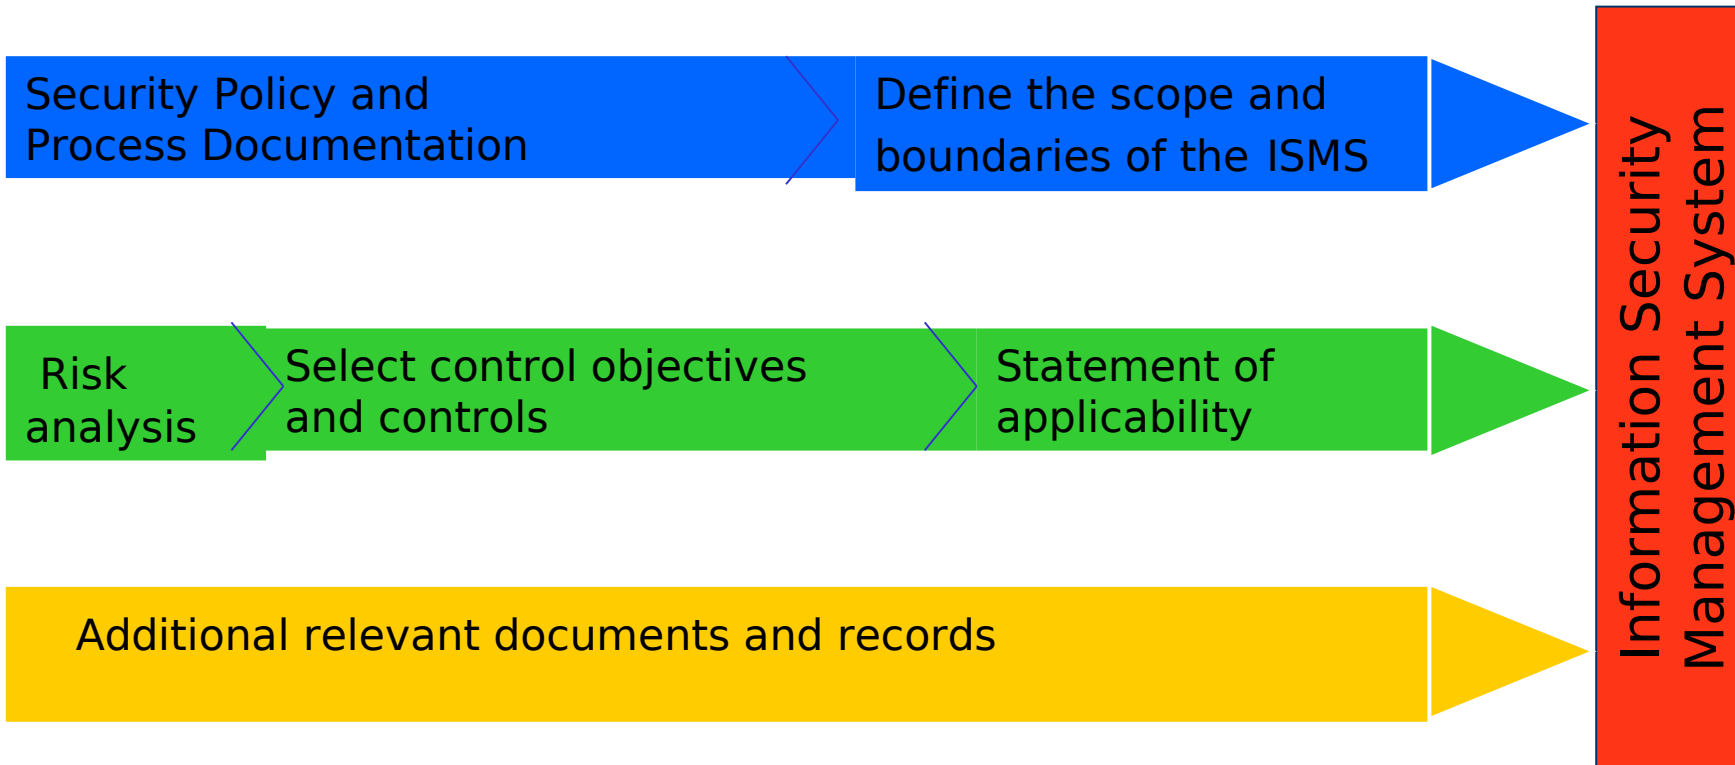 Security Policy and
Process Documentation
Define the scope and
boundaries of the ISMS
Risk
analysis
Select control objectives
and controls
Statement of
applicability
Additional relevant documents and records
Information Security
Management System